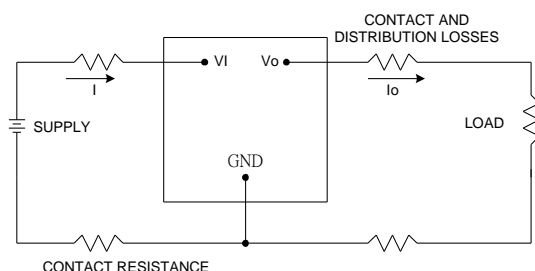 CONTACT AND
DISTRIBUTION LOSSES
VI
Vo
I
Io
SUPPLY
LOAD
GND
CONTACT RESISTANCE